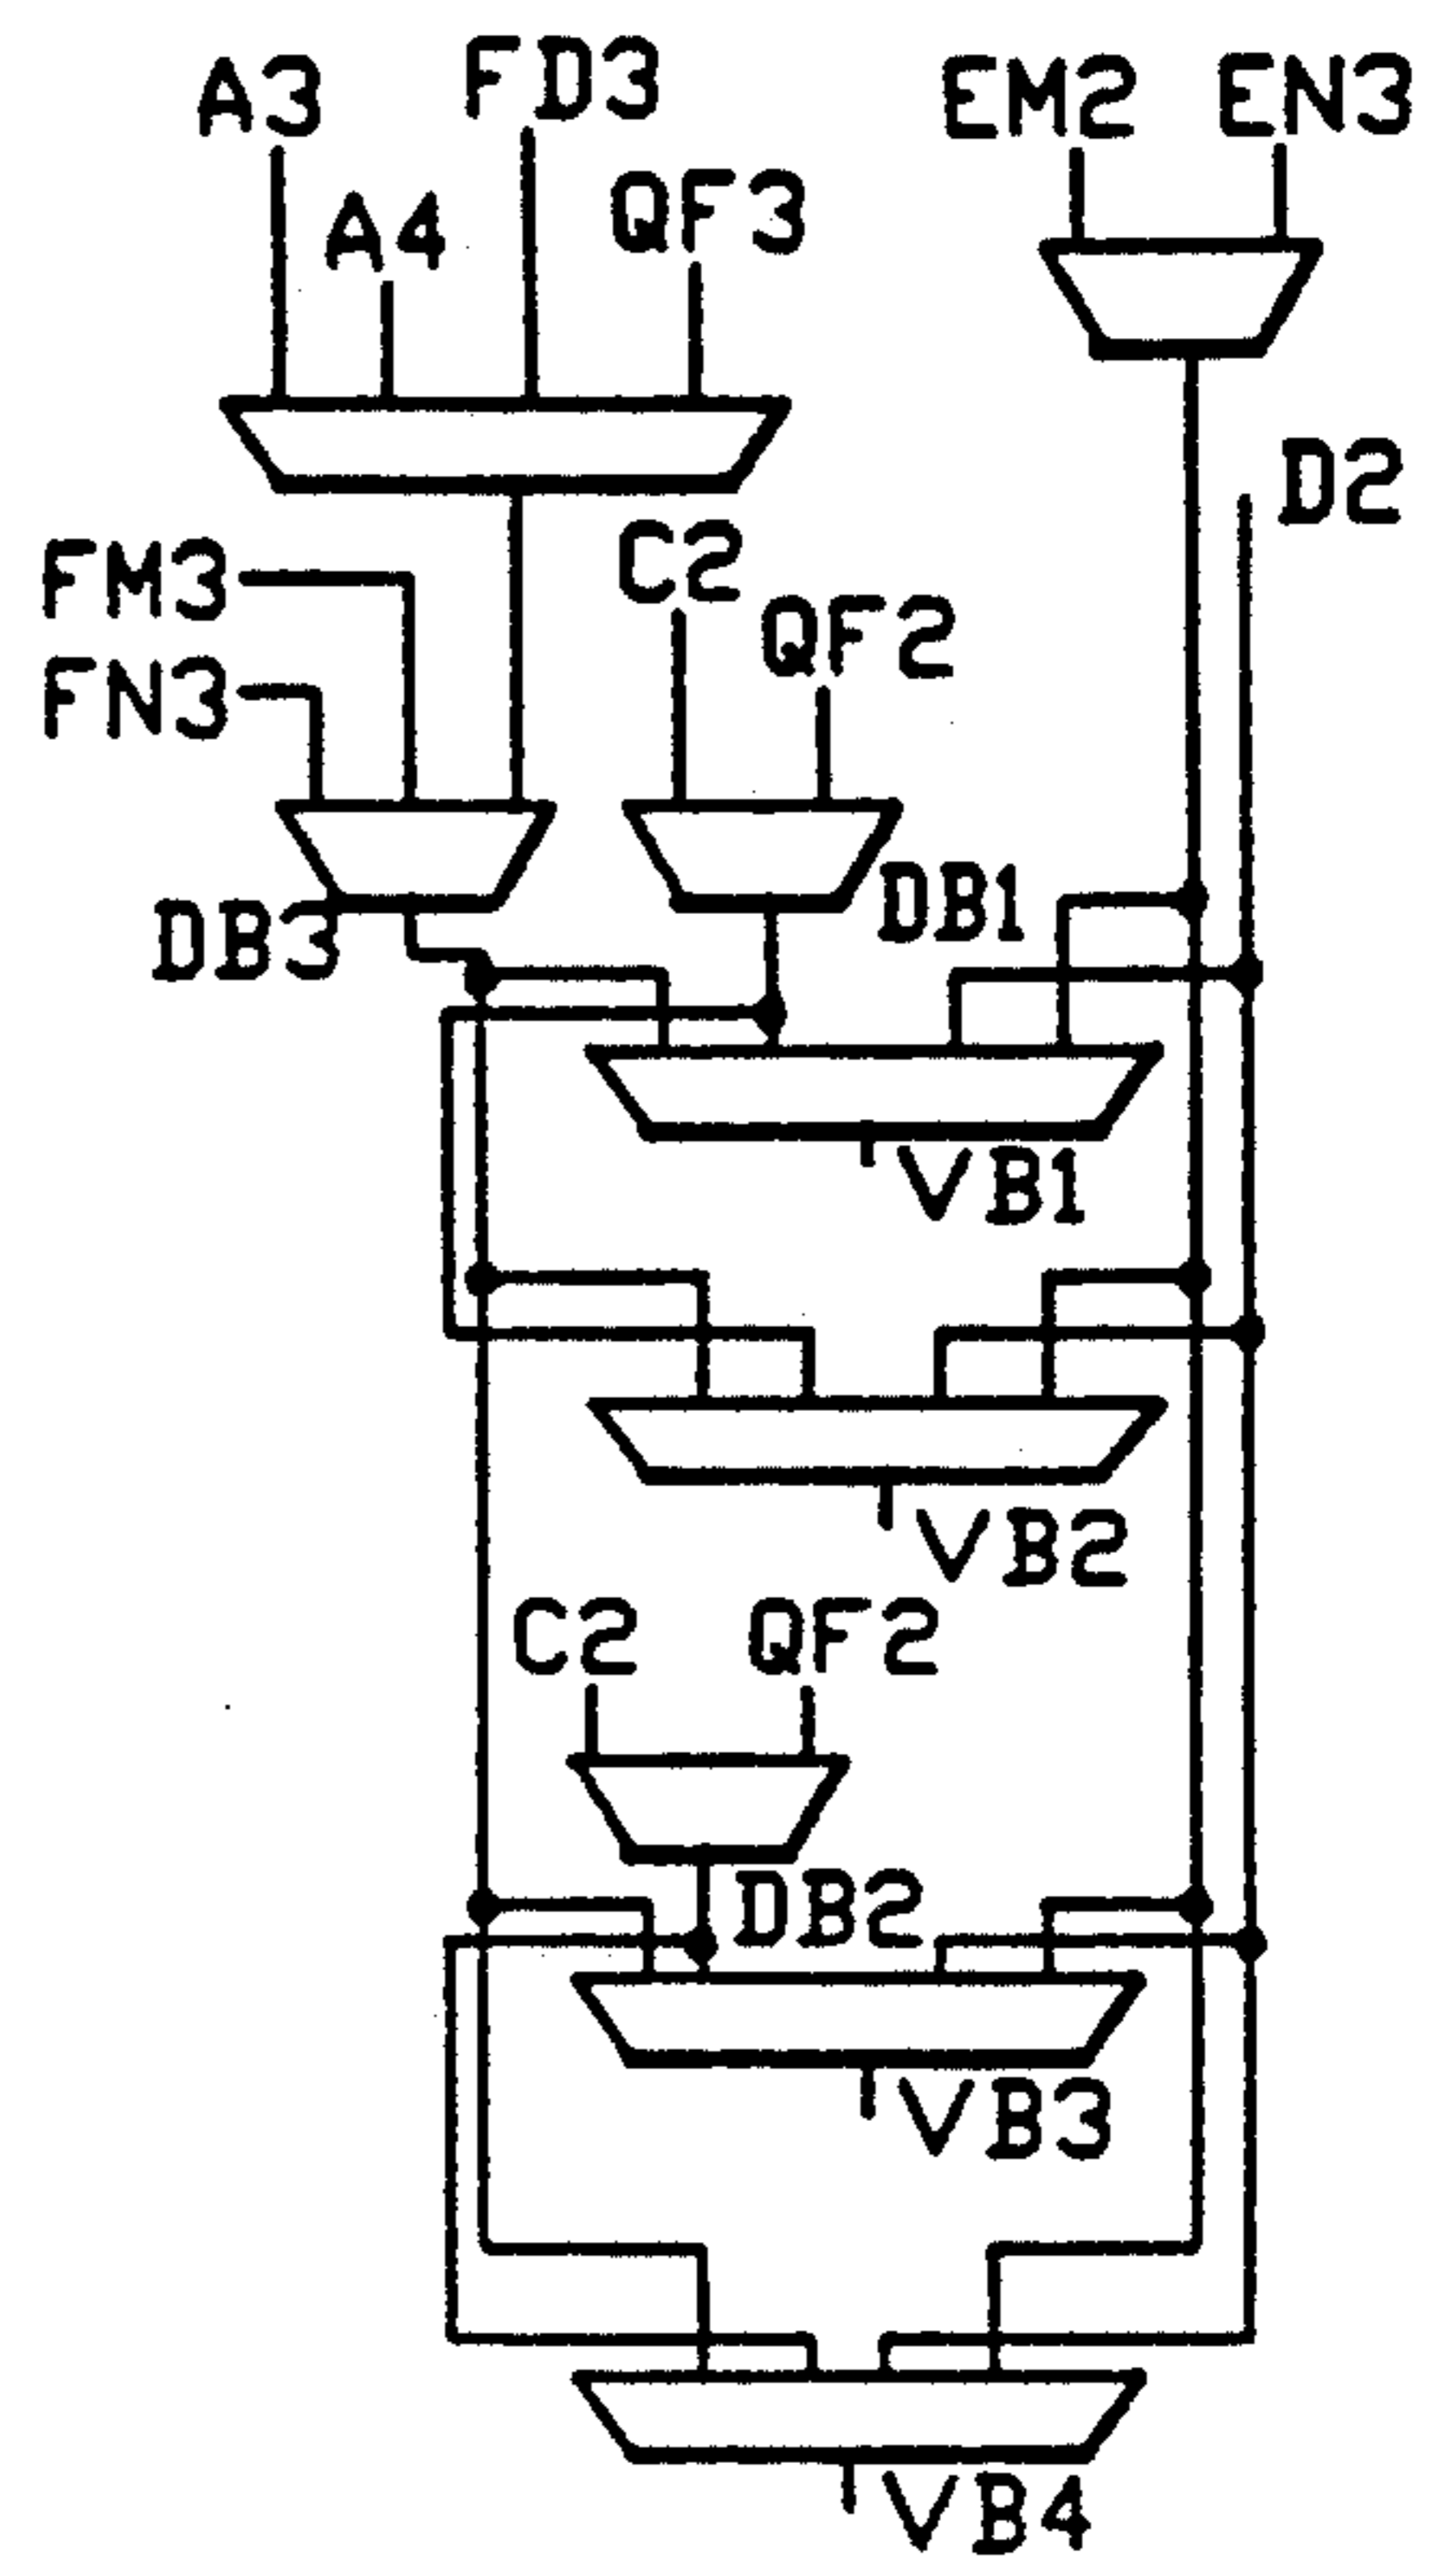 A3
FD3
EM2
EN3
A4
QF3
D2
FM3
C2
QF2
FN3
DB1
DB3
VB1
VB2
C2
QF2
DB2
VB3
VB4